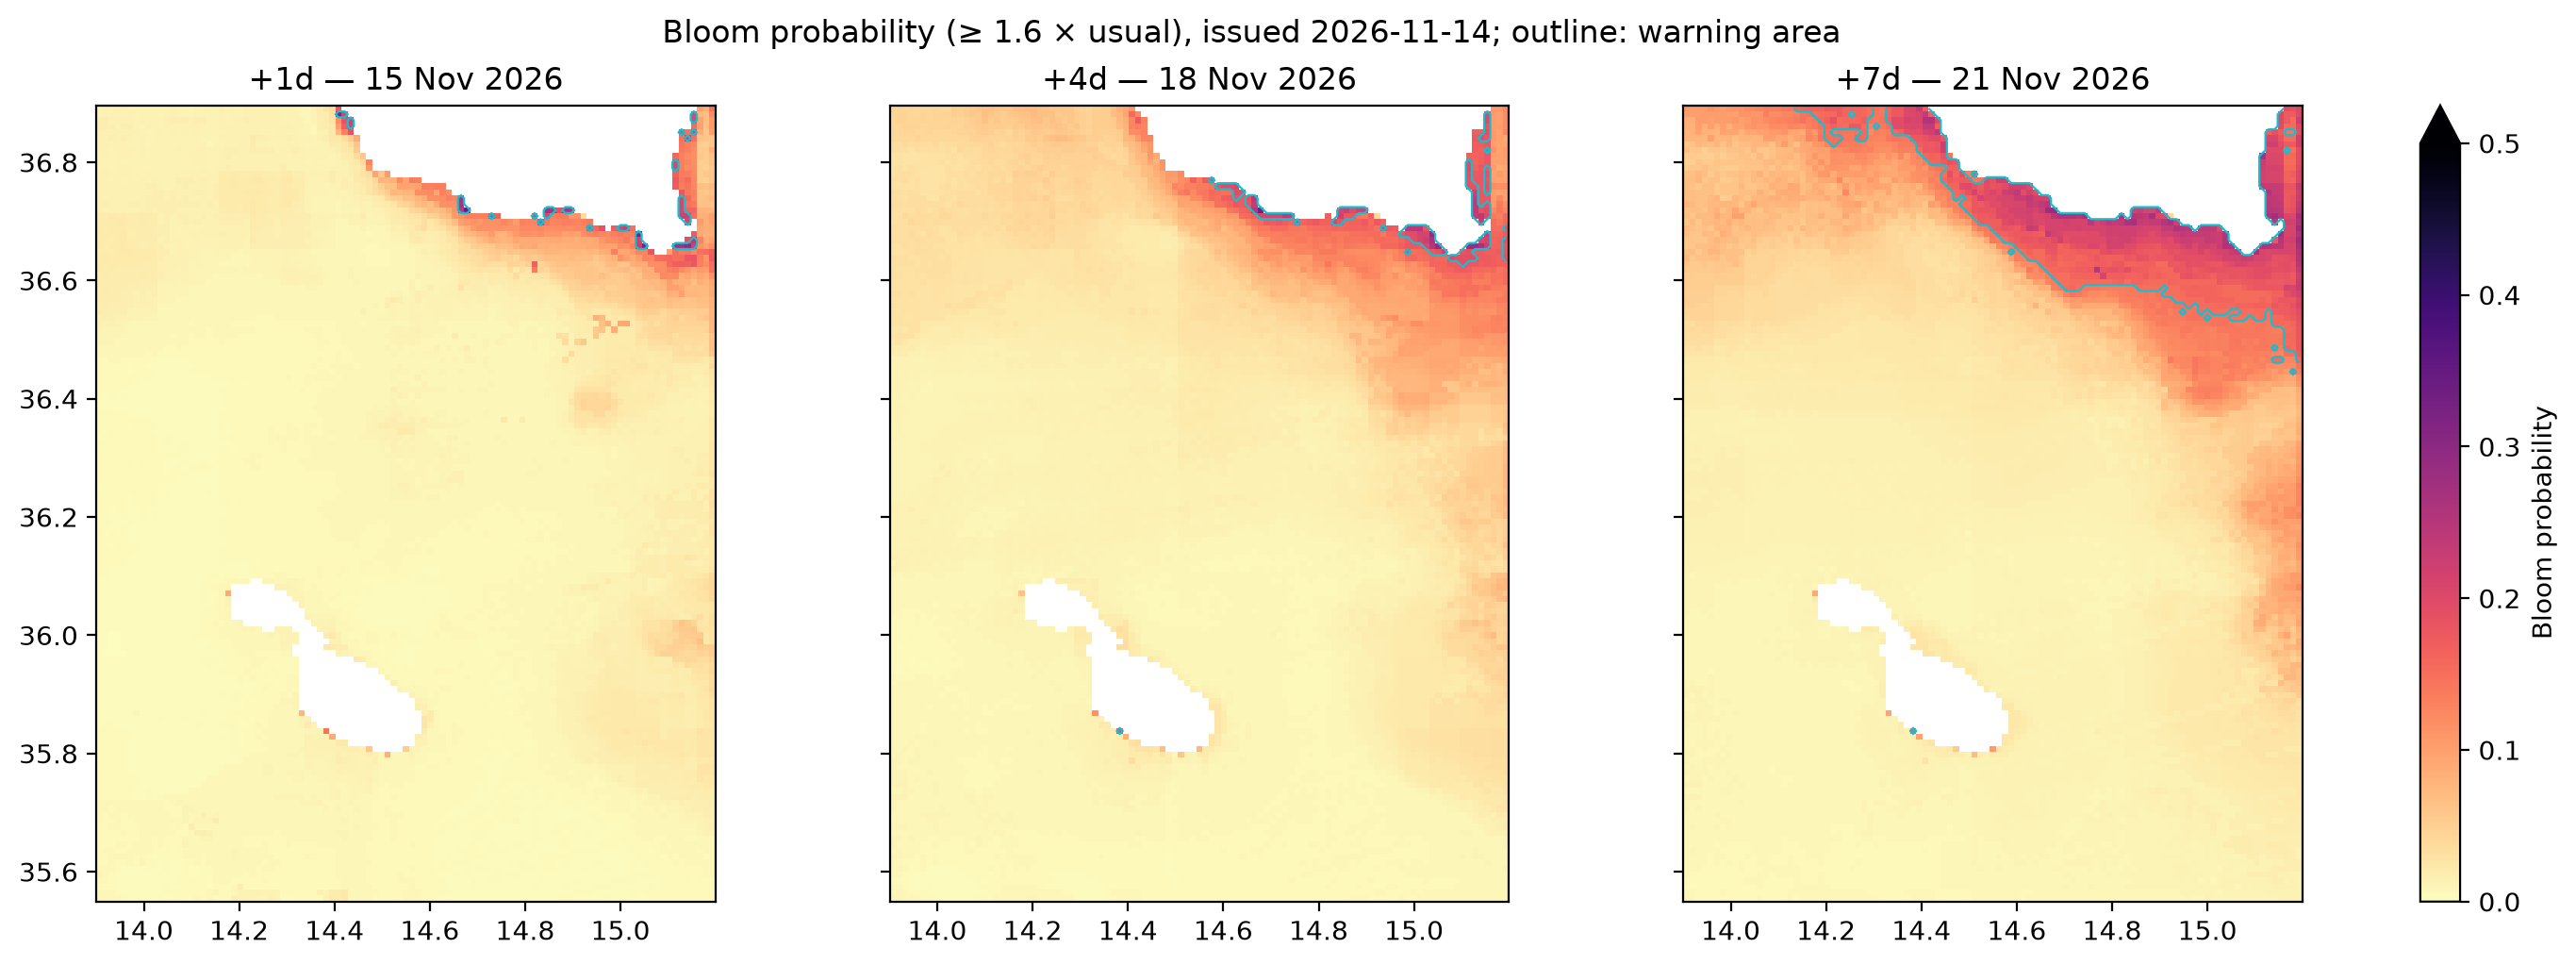 Bloom probability (≥ 1.6 × usual), issued 2026-11-14; outline: warning area
+1d — 15 Nov 2026
+4d — 18 Nov 2026
+7d — 21 Nov 2026
36.8
36.6
36.4
36.2
36.0
35.8
35.6
14.0 14.2 14.4 14.6 14.8 15.0
14.0 14.2 14.4 14.6 14.8 15.0
14.0 14.2 14.4 14.6 14.8 15.0
0.5
0.4
0.3
0.2
0.1
0.0
Bloom probability